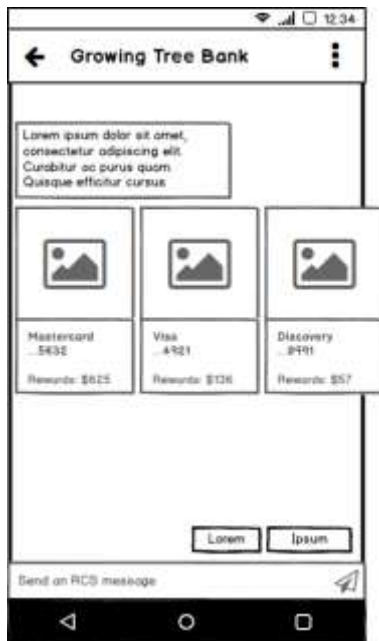 12:34
Growing Tree Bank
Lorem ipsum dolor sit amet,
consectetur adipiscing elit.
Curabitur ac purus quam.
Quisque efficitur cursus
Mastercard
...5632
Rewards: $625
Visa
...4921
Rewards: $126
Discovery
...8991
Rewards: $57
Lorem
Ipsum
Send an RCS message